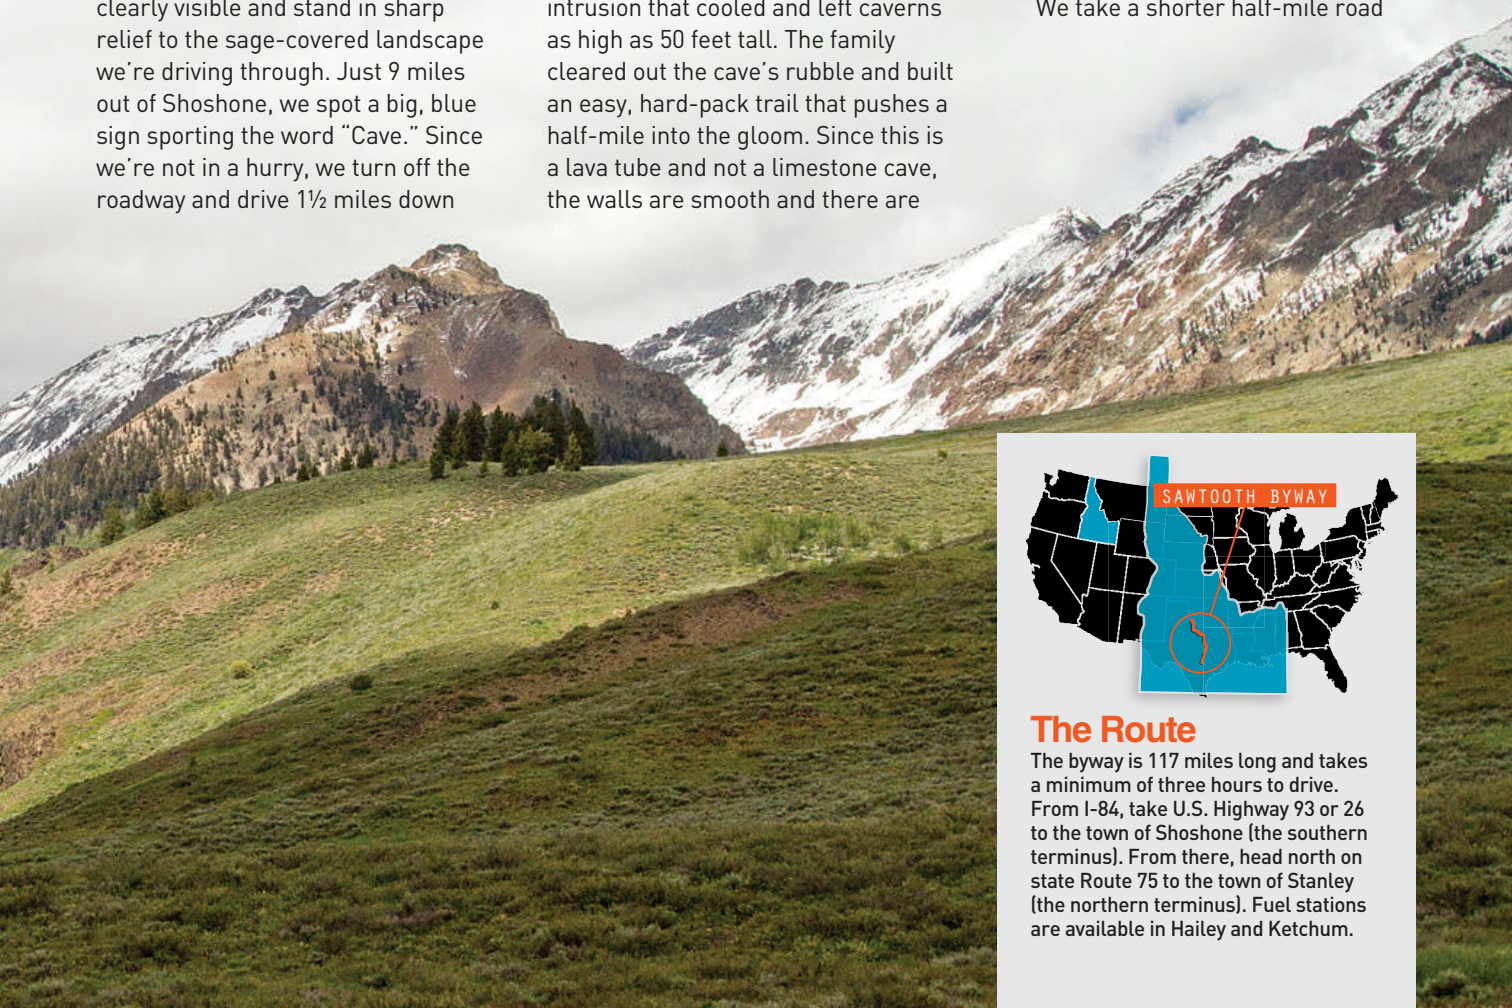 clearly visible and stand in sharp
relief to the sage-covered landscape
we're driving through. Just 9 miles
out of Shoshone, we spot a big, blue
sign sporting the word “Cave.” Since
we're not in a hurry, we turn off the
roadway and drive 1½ miles down
intrusion that cooled and left caverns
as high as 50 feet tall. The family
cleared out the cave's rubble and built
an easy, hard-pack trail that pushes a
half-mile into the gloom. Since this is
a lava tube and not a limestone cave,
the walls are smooth and there are
We take a shorter half-mile road
SAWTOOTH BYWAY
The Route
The byway is 117 miles long and takes
a minimum of three hours to drive.
From I-84, take U.S. Highway 93 or 26
to the town of Shoshone (the southern
terminus). From there, head north on
state Route 75 to the town of Stanley
(the northern terminus). Fuel stations
are available in Hailey and Ketchum.